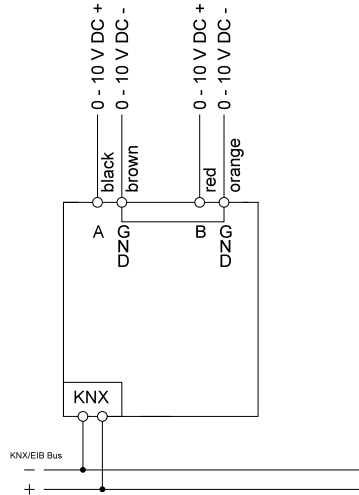 0 - 10 V DC +
0 - 10 V DC -
0 - 10 V DC +
0 - 10 V DC -
black
brown
red
orange
A
GND
B
GND
KNX
KNX/EIB Bus
−
+